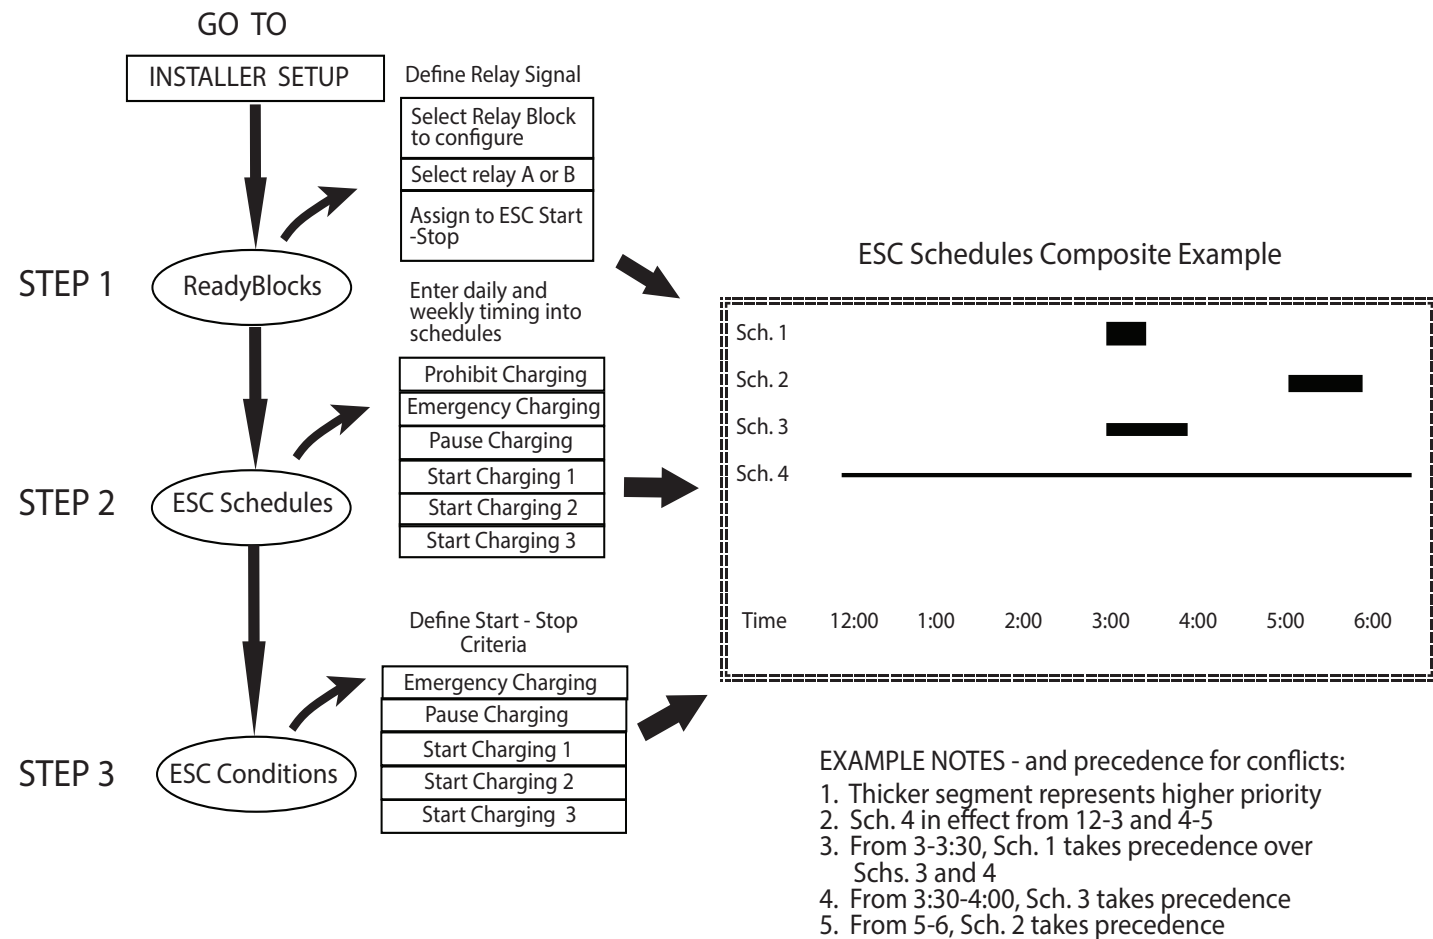 GO TO
INSTALLER SETUP
Define Relay Signal
Select Relay Block
to configure
Select relay A or B
Assign to ESC Start
-Stop
STEP 1
ReadyBlocks
Enter daily and
weekly timing into
schedules
Prohibit Charging
Emergency Charging
Pause Charging
Start Charging 1
Start Charging 2
Start Charging 3
STEP 2
ESC Schedules
Define Start - Stop
Criteria
Emergency Charging
Pause Charging
Start Charging 1
Start Charging 2
Start Charging 3
STEP 3
ESC Conditions
ESC Schedules Composite Example
Sch. 1
Sch. 2
Sch. 3
Sch. 4
Time 12:00 1:00 2:00 3:00 4:00 5:00 6:00
EXAMPLE NOTES - and precedence for conflicts:
1. Thicker segment represents higher priority
2. Sch. 4 in effect from 12-3 and 4-5
3. From 3-3:30, Sch. 1 takes precedence over
Schs. 3 and 4
4. From 3:30-4:00, Sch. 3 takes precedence
5. From 5-6, Sch. 2 takes precedence